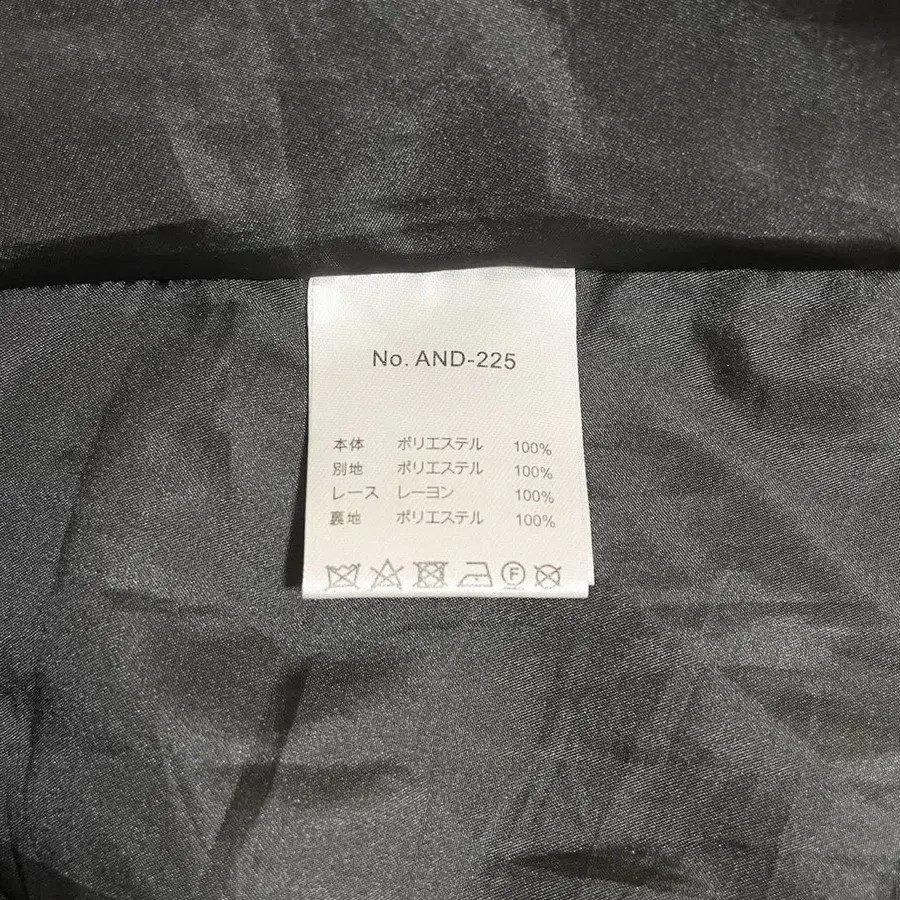 No. AND-225
本体 ポリエステル 100%
別地 ポリエステル 100%
レース レーヨン 100%
裏地 ポリエステル 100%
F